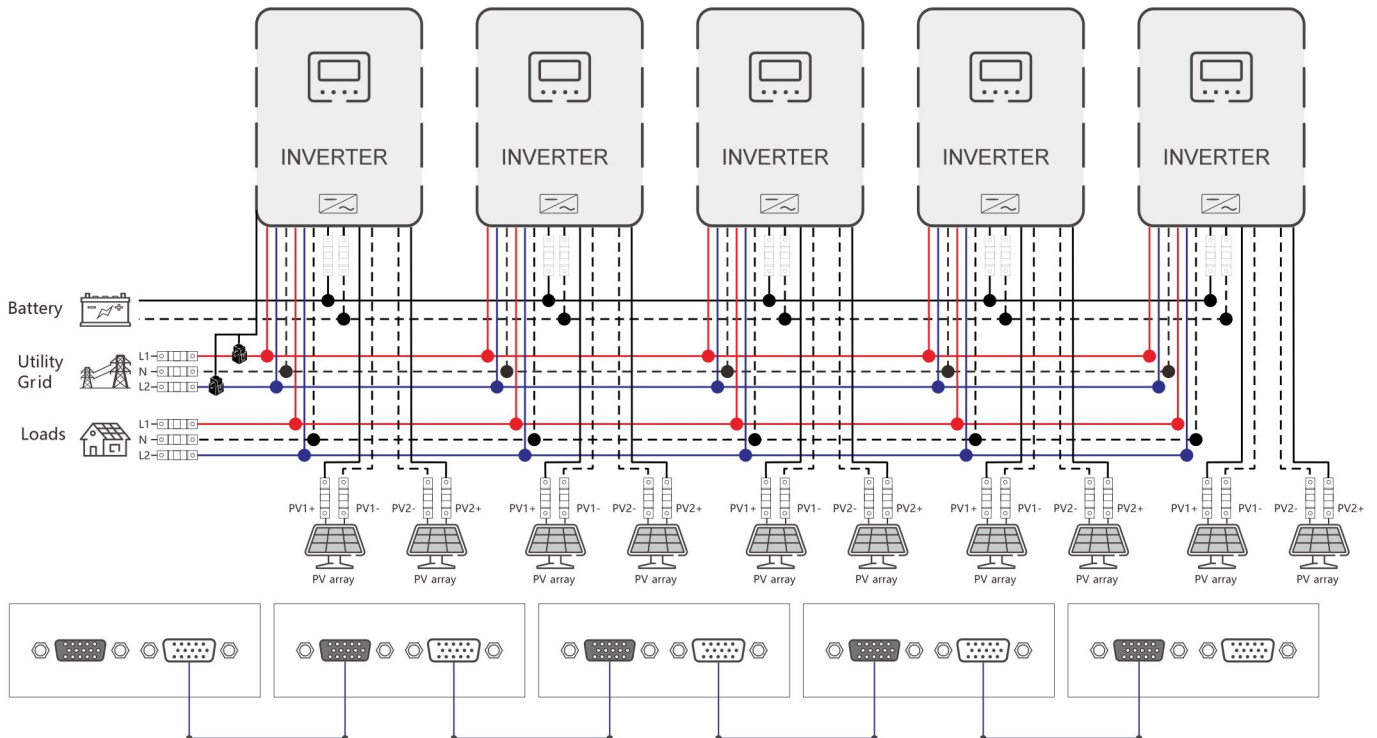 INVERTER INVERTER INVERTER INVERTER INVERTER
Battery
Utility
Grid
L1
N
L2
Loads
L1
N
L2
PV1+ PV1- PV2- PV2+ PV1+ PV1- PV2- PV2+ PV1+ PV1- PV2- PV2+ PV1+ PV1- PV2- PV2+ PV1+ PV1- PV2- PV2+
PV array PV array PV array PV array PV array PV array PV array PV array PV array PV array